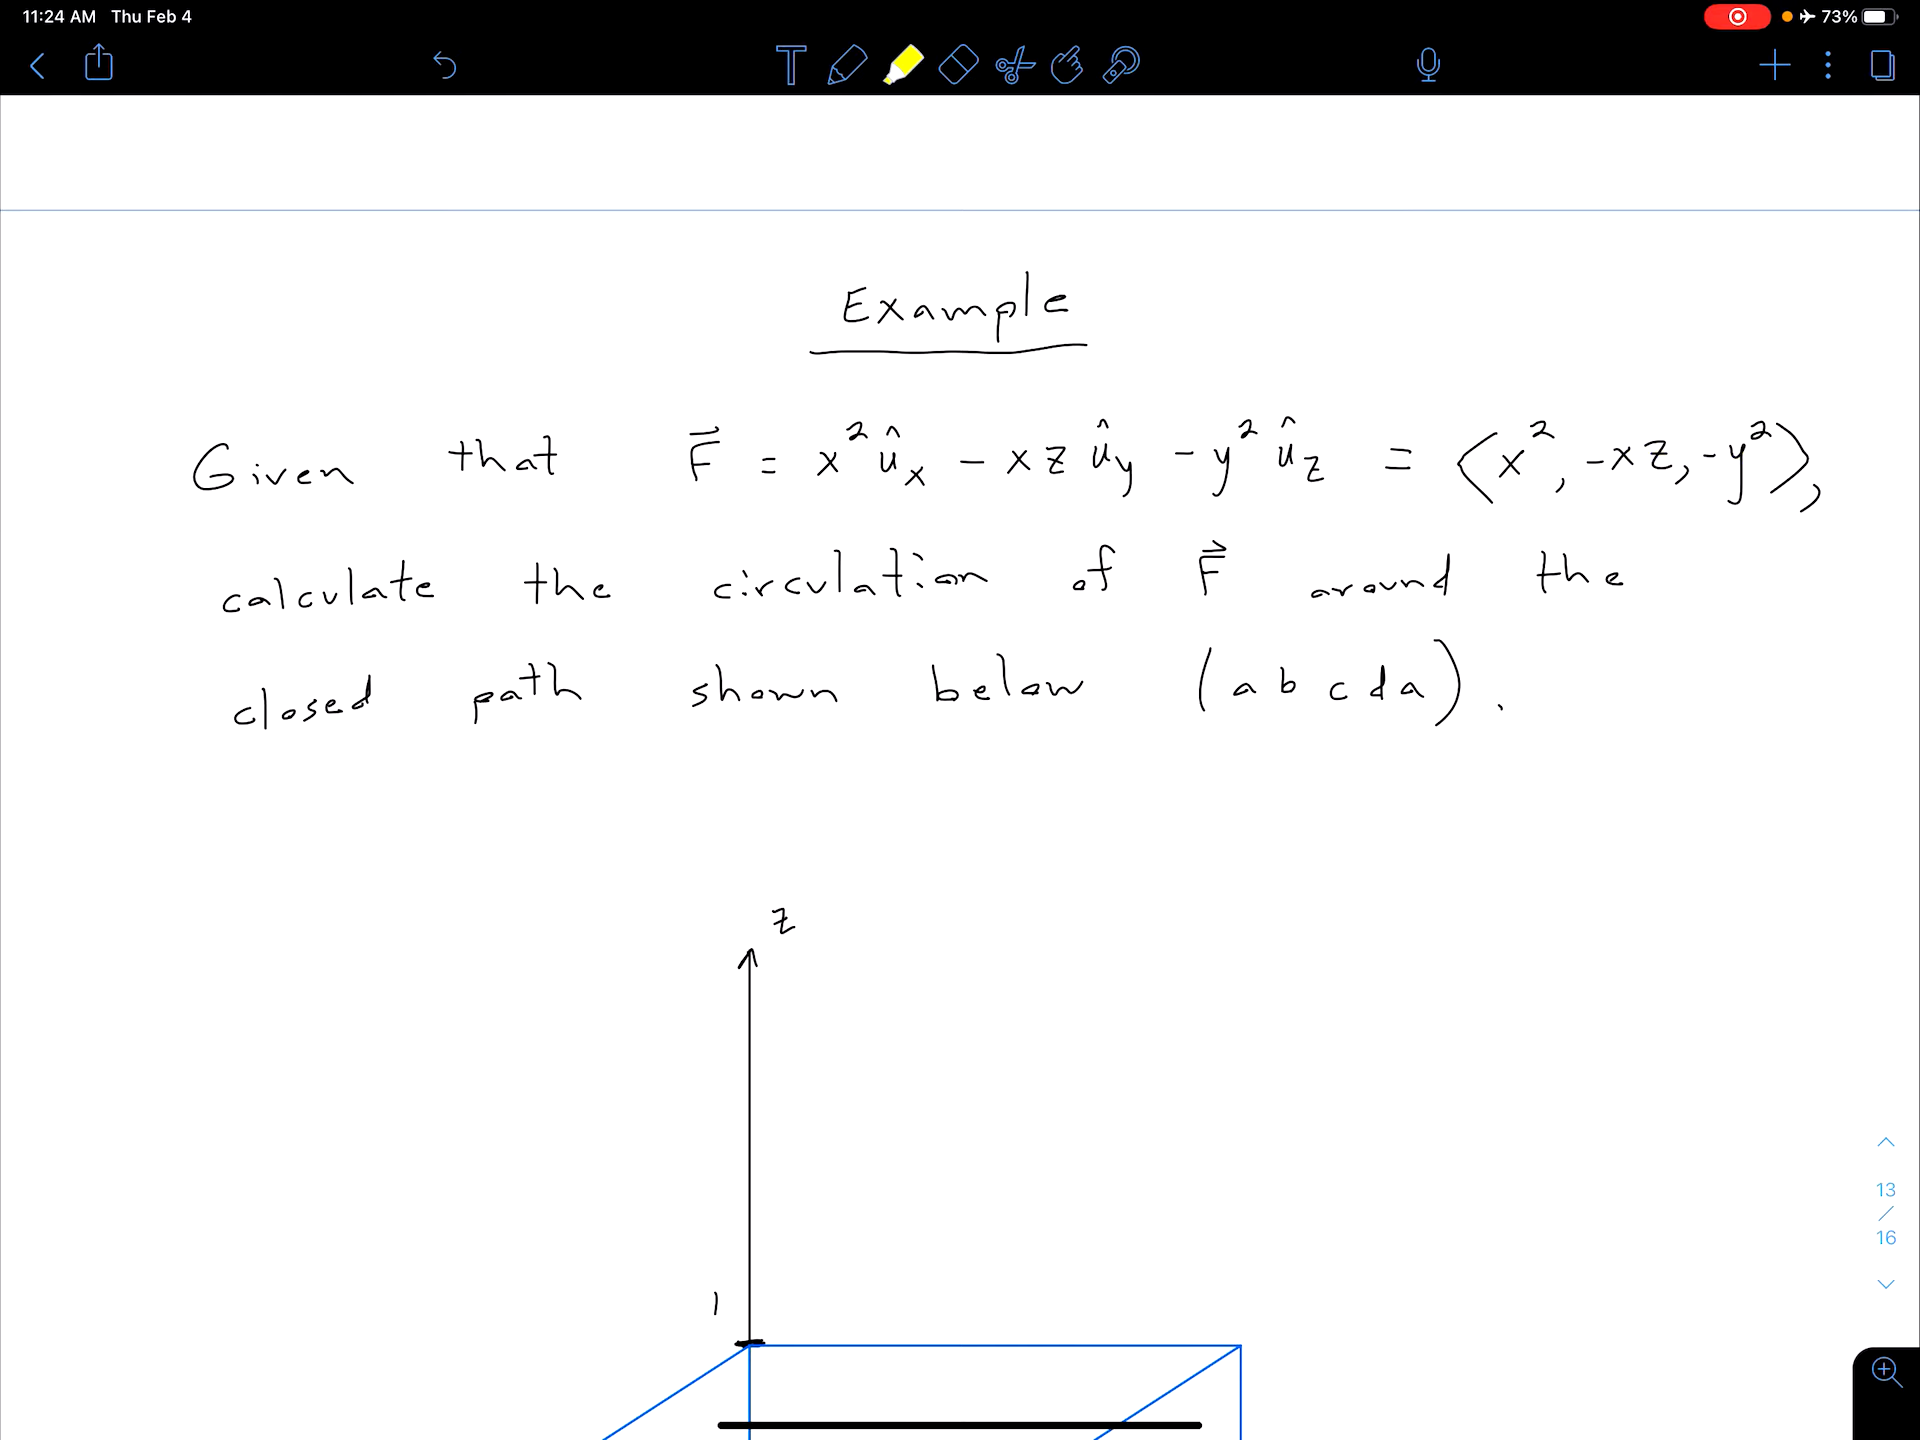 11:24 AM Thu Feb 4
73%
T
Example
Given that F⃗ = x² û_x - xz û_y - y² û_z = ⟨x², -xz, -y²⟩,
calculate the circulation of F⃗ around the
closed path shown below (abcda).
z
1
13
/
16